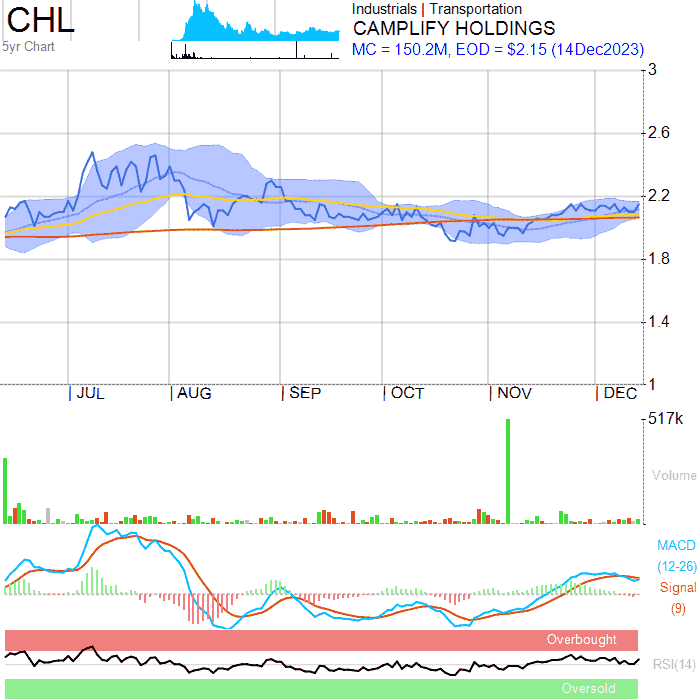 CHL
5yr Chart
Industrials | Transportation
CAMPLIFY HOLDINGS
MC = 150.2M, EOD = $2.15 (14Dec2023)
3
2.6
2.2
1.8
1.4
1
| JUL | AUG | SEP | OCT | NOV | DEC
517k
Volume
MACD
(12-26)
Signal
(9)
Overbought
RSI(14)
Oversold